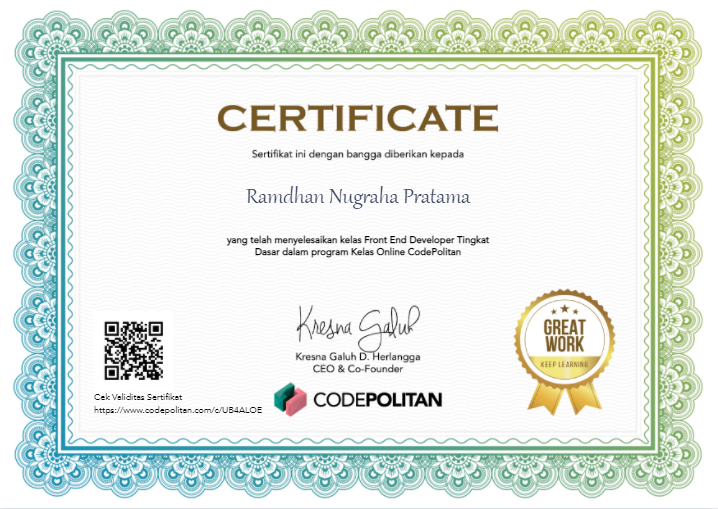 CERTIFICATE
Sertifikat ini dengan bangga diberikan kepada
Ramdhan Nugraha Pratama
yang telah menyelesaikan kelas Front End Developer Tingkat
Dasar dalam program Kelas Online CodePolitan
Kresna Galuh
Kresna Galuh D. Herlangga
CEO & Co-Founder
CODEPOLITAN
Cek Validitas Sertifikat
https://www.codepolitan.com/c/UB4ALOE
GREAT
WORK
KEEP LEARNING